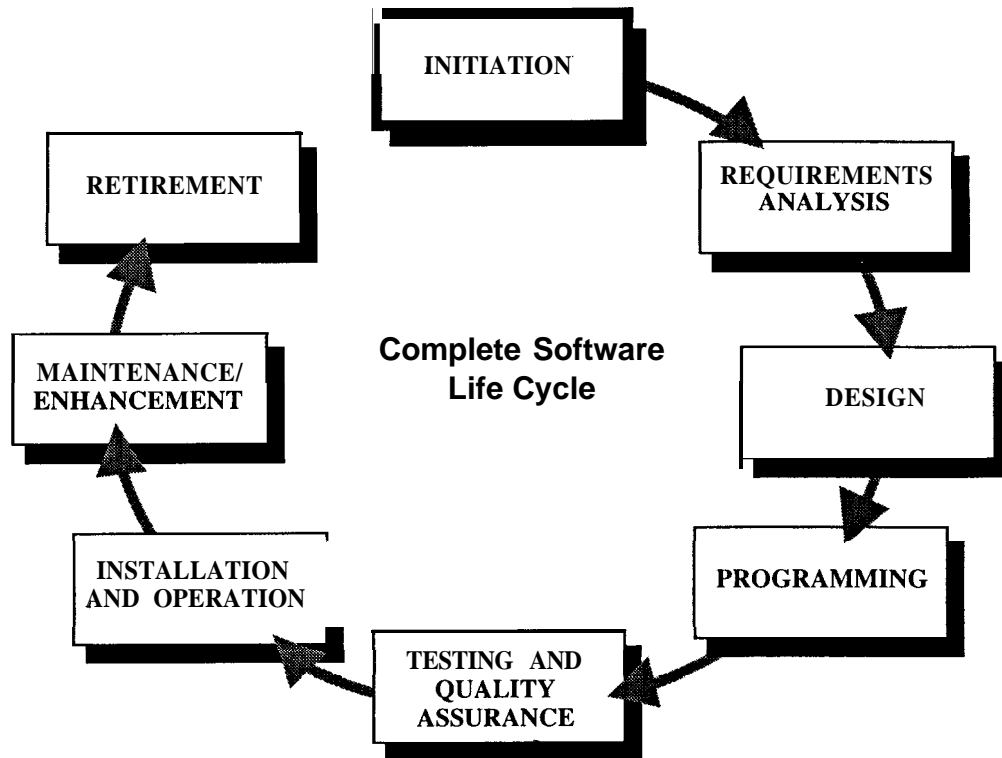 INITIATION
REQUIREMENTS
ANALYSIS
DESIGN
PROGRAMMING
TESTING AND
QUALITY
ASSURANCE
INSTALLATION
AND OPERATION
MAINTENANCE/
ENHANCEMENT
RETIREMENT
Complete Software
Life Cycle